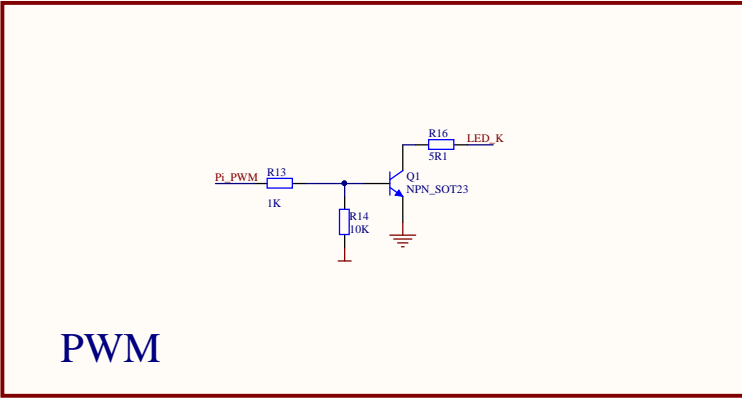 R16
LED_K
5R1
Pi_PWM
R13
Q1
NPN_SOT23
1K
R14
10K
PWM